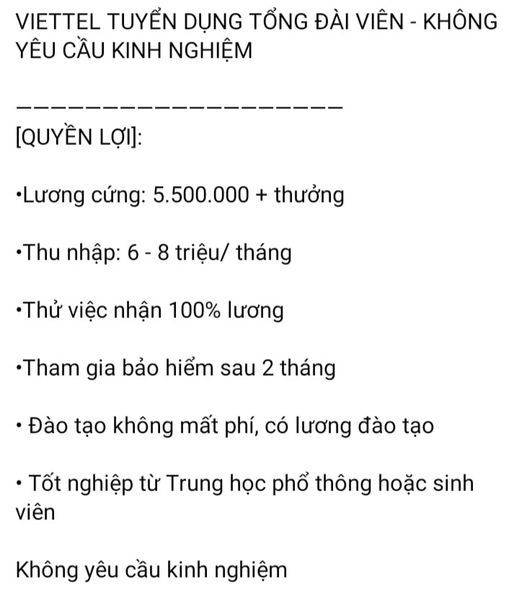 VIETTEL TUYỂN DỤNG TỔNG ĐÀI VIÊN - KHÔNG
YÊU CẦU KINH NGHIỆM
___________________
[QUYỀN LỢI]:
•Lương cứng: 5.500.000 + thưởng
•Thu nhập: 6 - 8 triệu/ tháng
•Thử việc nhận 100% lương
•Tham gia bảo hiểm sau 2 tháng
• Đào tạo không mất phí, có lương đào tạo
• Tốt nghiệp từ Trung học phổ thông hoặc sinh
viên
Không yêu cầu kinh nghiệm